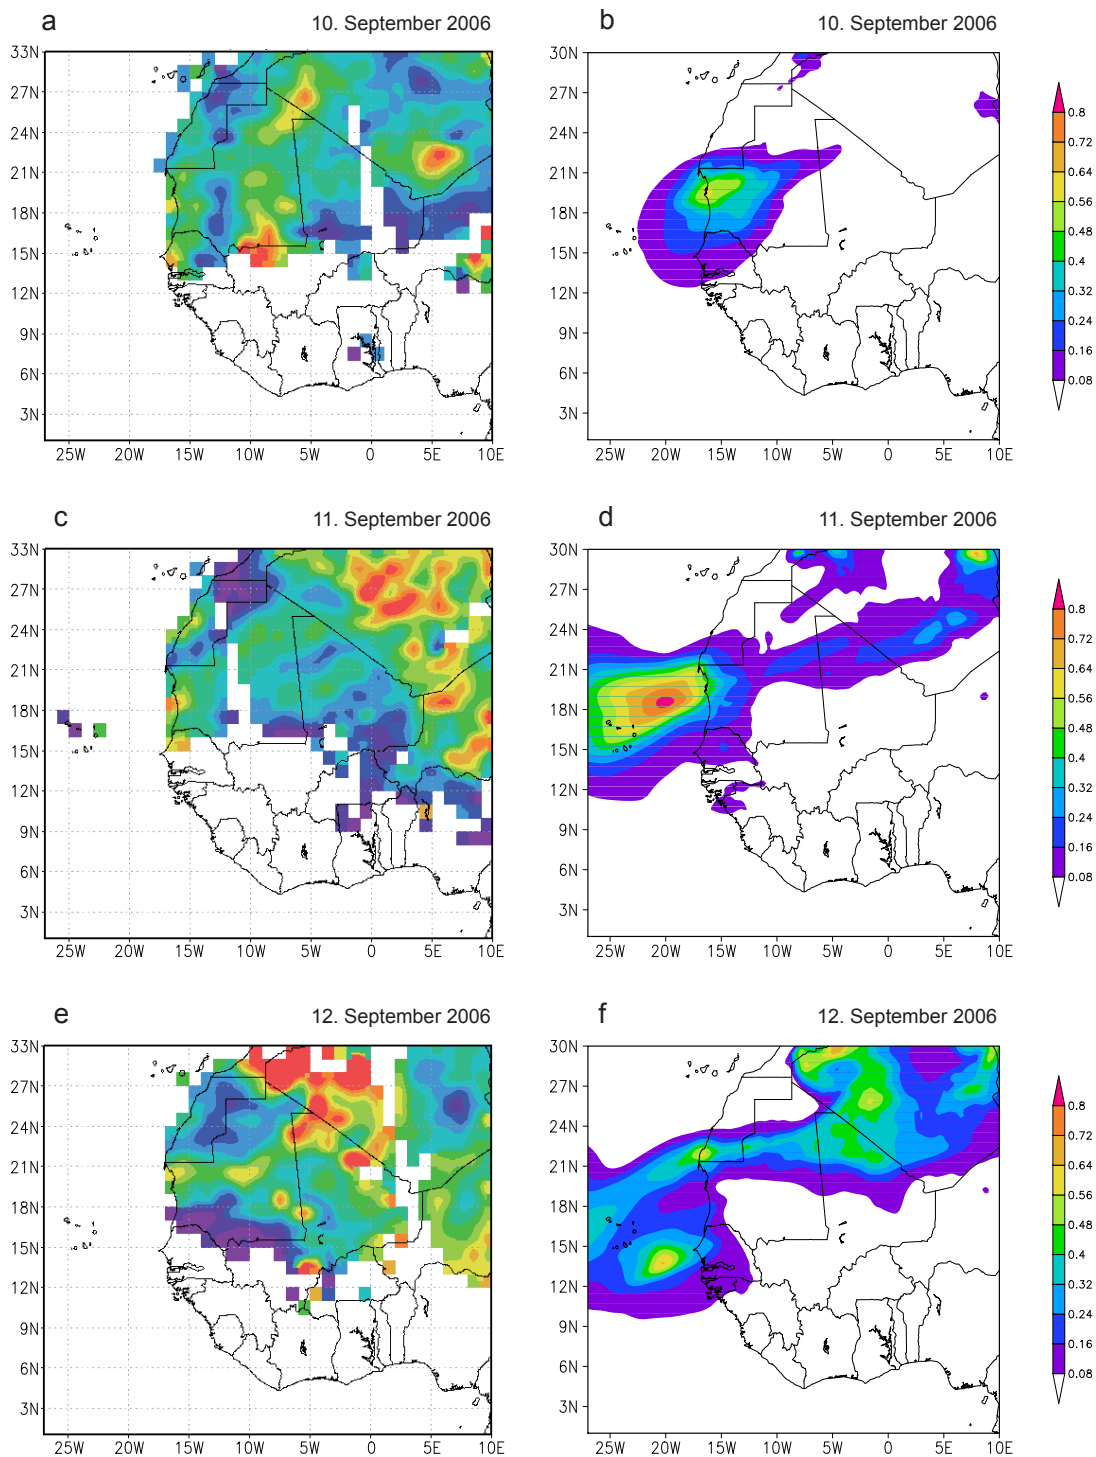 a 10. September 2006
b 10. September 2006
33N
30N
27N
24N
21N
18N
15N
12N
9N
6N
3N
25W 20W 15W 10W 5W 0 5E 10E
30N
27N
24N
21N
18N
15N
12N
9N
6N
3N
25W 20W 15W 10W 5W 0 5E 10E
0.8
0.72
0.64
0.56
0.48
0.4
0.32
0.24
0.16
0.08
c 11. September 2006
d 11. September 2006
33N
30N
27N
24N
21N
18N
15N
12N
9N
6N
3N
25W 20W 15W 10W 5W 0 5E 10E
30N
27N
24N
21N
18N
15N
12N
9N
6N
3N
25W 20W 15W 10W 5W 0 5E 10E
0.8
0.72
0.64
0.56
0.48
0.4
0.32
0.24
0.16
0.08
e 12. September 2006
f 12. September 2006
33N
30N
27N
24N
21N
18N
15N
12N
9N
6N
3N
25W 20W 15W 10W 5W 0 5E 10E
30N
27N
24N
21N
18N
15N
12N
9N
6N
3N
25W 20W 15W 10W 5W 0 5E 10E
0.8
0.72
0.64
0.56
0.48
0.4
0.32
0.24
0.16
0.08